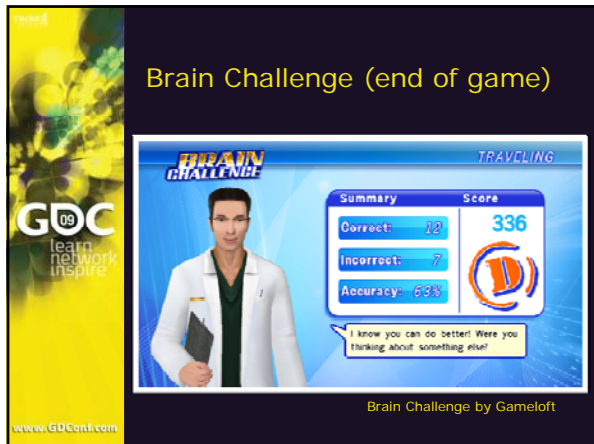 Brain Challenge (end of game)
BRAIN
CHALLENGE
TRAVELING
Summary
Score
Correct: 12
336
Incorrect: 7
D
Accuracy: 63%
I know you can do better! Were you
thinking about something else?
Brain Challenge by Gameloft
GDC
09
learn
network
inspire
www.GDConf.com